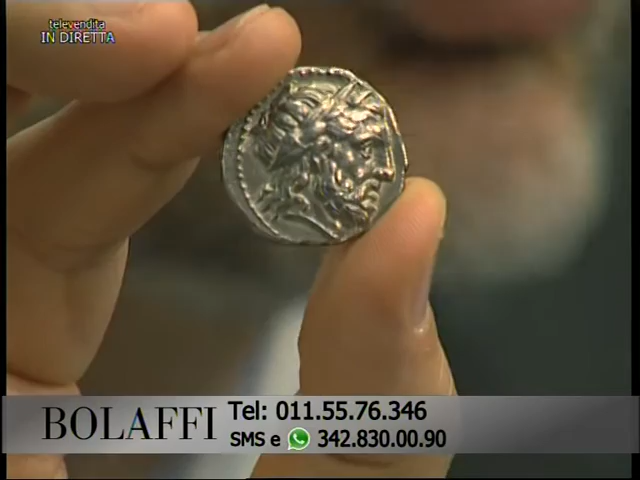 televendita
IN DIRETTA
BOLAFFI
Tel: 011.55.76.346
SMS e 342.830.00.90